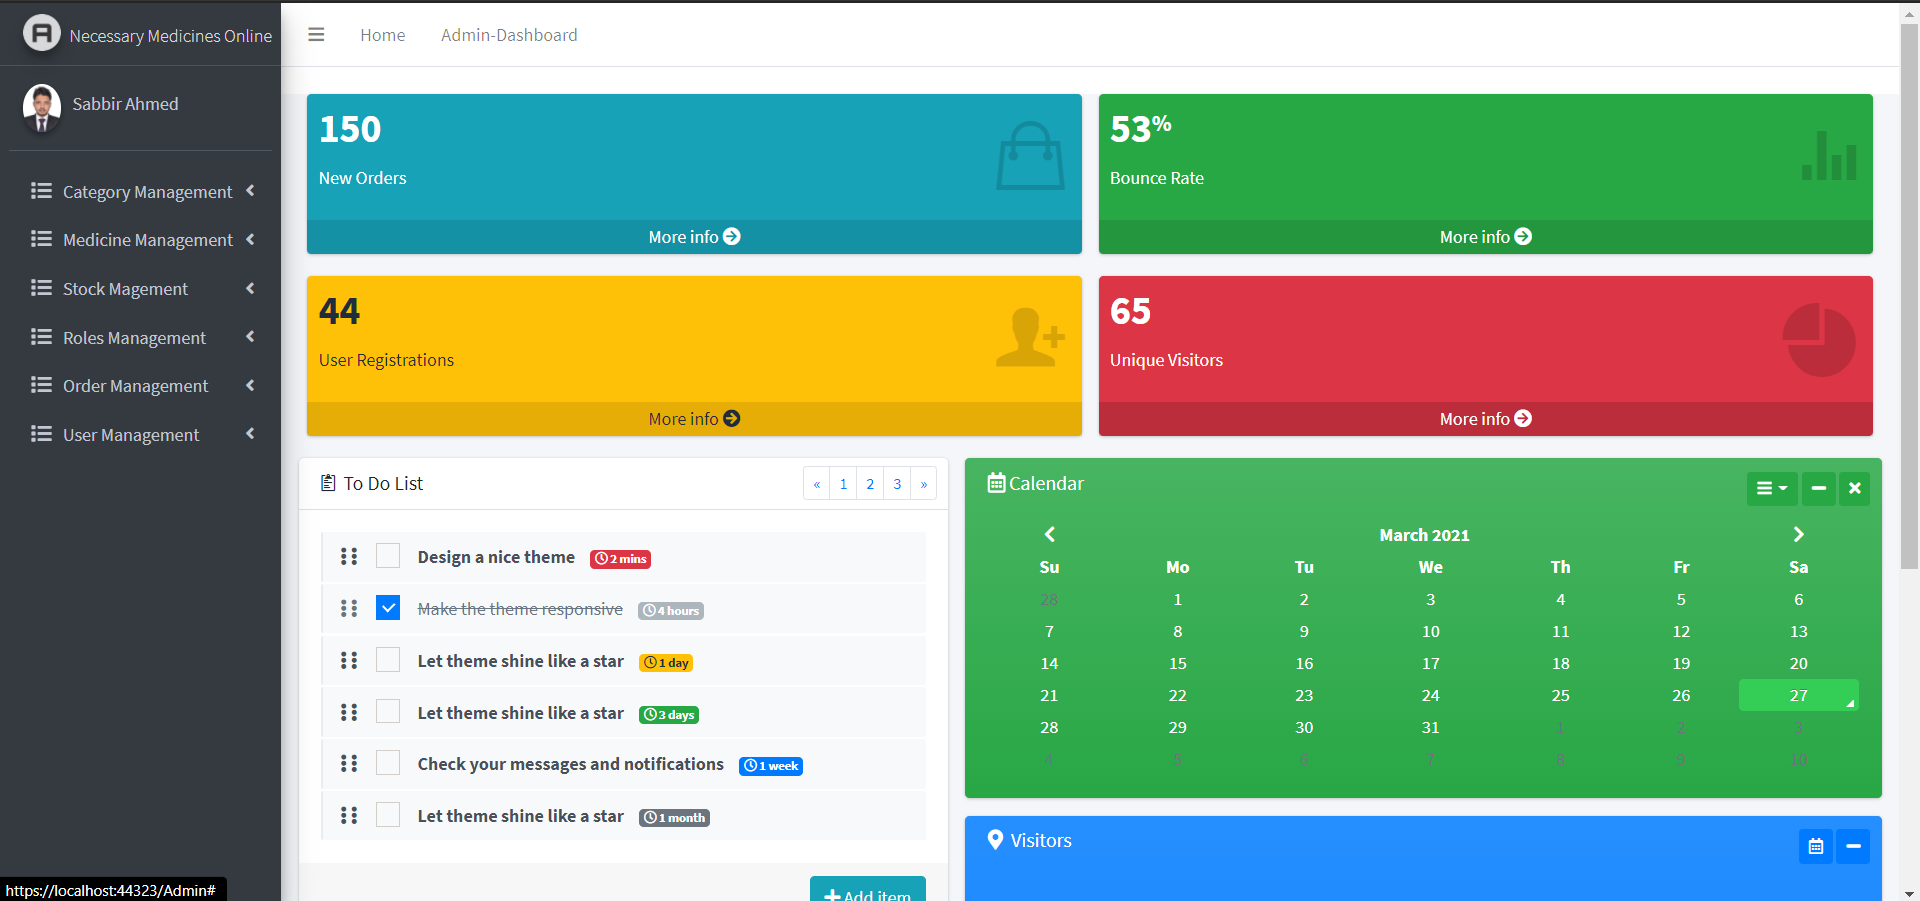 Necessary Medicines Online
Home
Admin-Dashboard
Sabbir Ahmed
Category Management
Medicine Management
Stock Magement
Roles Management
Order Management
User Management
150
New Orders
More info
53%
Bounce Rate
More info
44
User Registrations
More info
65
Unique Visitors
More info
To Do List
« 1 2 3 »
Design a nice theme 2 mins
Make the theme responsive 4 hours
Let theme shine like a star 1 day
Let theme shine like a star 3 days
Check your messages and notifications 1 week
Let theme shine like a star 1 month
Add item
Calendar
March 2021
Su Mo Tu We Th Fr Sa
28 1 2 3 4 5 6
7 8 9 10 11 12 13
14 15 16 17 18 19 20
21 22 23 24 25 26 27
28 29 30 31 1 2 3
4 5 6 7 8 9 10
Visitors
https://localhost:44323/Admin#